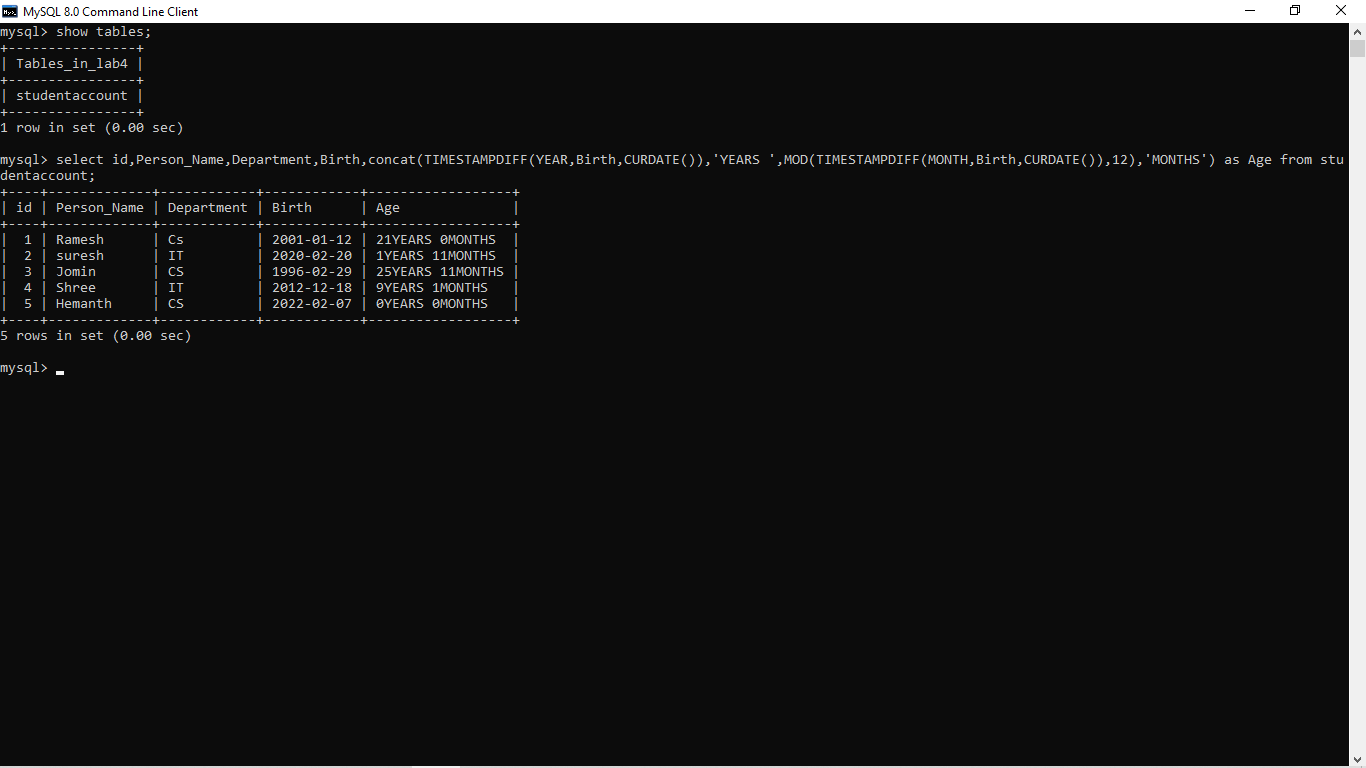 MySQL 8.0 Command Line Client
mysql> show tables;
+----------------+
| Tables_in_lab4 |
+----------------+
| studentaccount |
+----------------+
1 row in set (0.00 sec)
mysql> select id,Person_Name,Department,Birth,concat(TIMESTAMPDIFF(YEAR,Birth,CURDATE()),'YEARS ',MOD(TIMESTAMPDIFF(MONTH,Birth,CURDATE()),12),'MONTHS') as Age from stu
dentaccount;
+----+-------------+------------+------------+------------------+
| id | Person_Name | Department | Birth      | Age              |
+----+-------------+------------+------------+------------------+
|  1 | Ramesh      | Cs         | 2001-01-12 | 21YEARS 0MONTHS  |
|  2 | suresh      | IT         | 2020-02-20 | 1YEARS 11MONTHS  |
|  3 | Jomin       | CS         | 1996-02-29 | 25YEARS 11MONTHS |
|  4 | Shree       | IT         | 2012-12-18 | 9YEARS 1MONTHS   |
|  5 | Hemanth     | CS         | 2022-02-07 | 0YEARS 0MONTHS   |
+----+-------------+------------+------------+------------------+
5 rows in set (0.00 sec)
mysql>